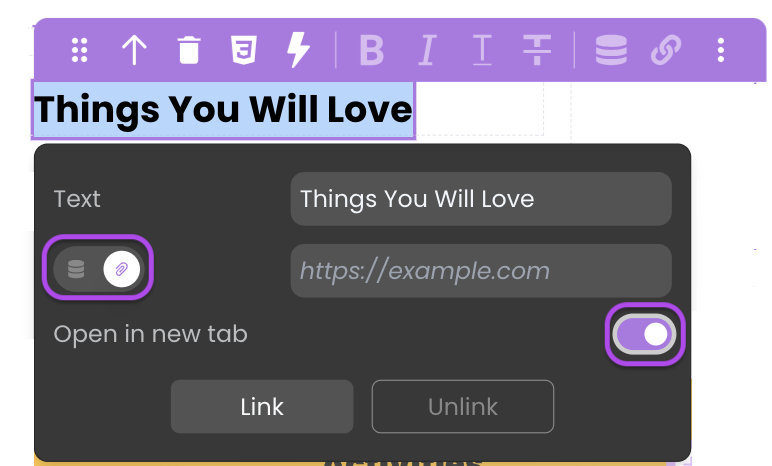 B I T T
Things You Will Love
Text Things You Will Love
https://example.com
Open in new tab
Link Unlink